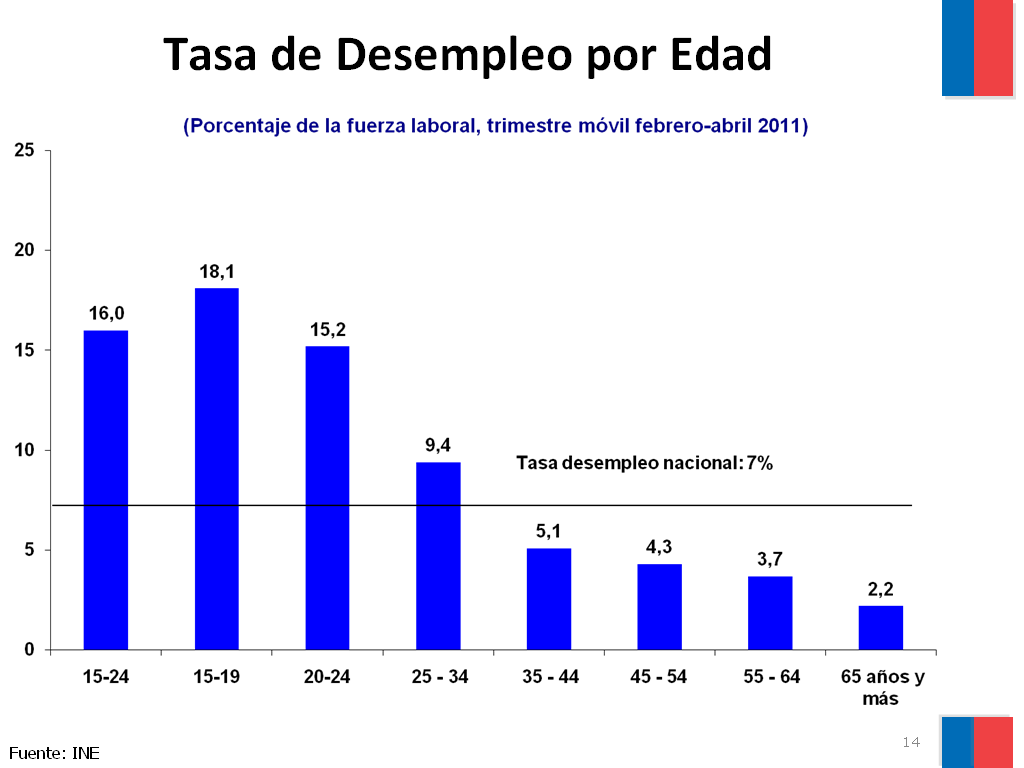 Tasa de Desempleo por Edad
(Porcentaje de la fuerza laboral, trimestre móvil febrero-abril 2011)
25
20
15
10
5
0
16,0
18,1
15,2
9,4
5,1
4,3
3,7
2,2
Tasa desempleo nacional: 7%
15-24
15-19
20-24
25 - 34
35 - 44
45 - 54
55 - 64
65 años y
más
Fuente: INE
14